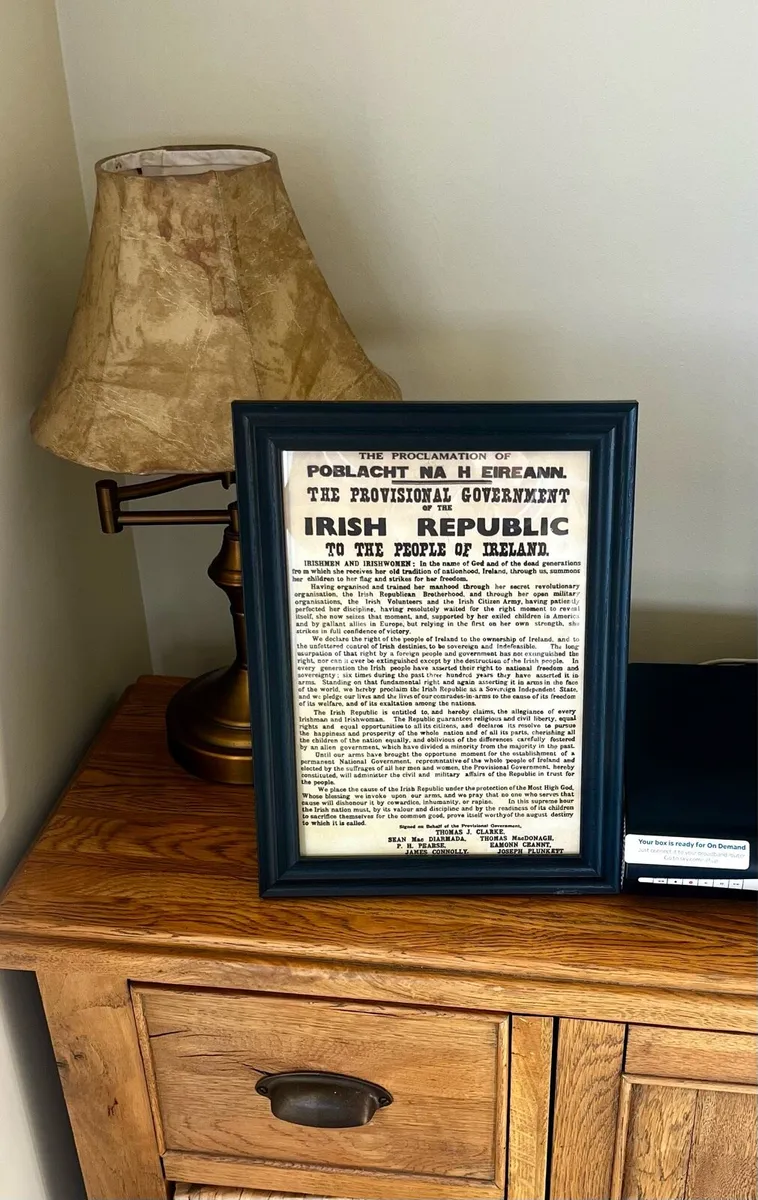 THE PROCLAMATION OF
POBLACHT NA H EIREANN.
THE PROVISIONAL GOVERNMENT
OF THE
IRISH REPUBLIC
TO THE PEOPLE OF IRELAND.
IRISHMEN AND IRISHWOMEN: In the name of God and of the dead generations
from which she receives her old tradition of nationhood, Ireland, through us, summons
her children to her flag and strikes for her freedom.
Having organised and trained her manhood through her secret revolutionary
organisation, the Irish Republican Brotherhood, and through her open military
organisations, the Irish Volunteers and the Irish Citizen Army, having patiently
perfected her discipline, having resolutely waited for the right moment to reveal
itself, she now seizes that moment, and, supported by her exiled children in America
and by gallant allies in Europe, but relying in the first on her own strength, she
strikes in full confidence of victory.
We declare the right of the people of Ireland to the ownership of Ireland, and to
the unfettered control of Irish destinies, to be sovereign and indefeasible. The long
usurpation of that right by a foreign people and government has not extinguished the
right, nor can it ever be extinguished except by the destruction of the Irish people. In
every generation the Irish people have asserted their right to national freedom and
sovereignty; six times during the past three hundred years they have asserted it in
arms. Standing on that fundamental right and again asserting it in arms in the face
of the world, we hereby proclaim the Irish Republic as a Sovereign Independent State,
and we pledge our lives and the lives of our comrades-in-arms to the cause of its freedom
of its welfare, and of its exaltation among the nations.
The Irish Republic is entitled to, and hereby claims, the allegiance of every
Irishman and Irishwoman. The Republic guarantees religious and civil liberty, equal
rights and equal opportunities to all its citizens, and declares its resolve to pursue
the happiness and prosperity of the whole nation and of all its parts, cherishing all
the children of the nation equally, and oblivious of the differences carefully fostered
by an alien government, which have divided a minority from the majority in the past.
Until our arms have brought the opportune moment for the establishment of a
permanent National Government, representative of the whole people of Ireland and
elected by the suffrages of all her men and women, the Provisional Government, hereby
constituted, will administer the civil and military affairs of the Republic in trust for
the people.
We place the cause of the Irish Republic under the protection of the Most High God,
Whose blessing we invoke upon our arms, and we pray that no one who serves that
cause will dishonour it by cowardice, inhumanity, or rapine. In this supreme hour
the Irish nation must, by its valour and discipline and by the readiness of its children
to sacrifice themselves for the common good, prove itself worthy of the august destiny
to which it is called.
Signed on Behalf of the Provisional Government,
THOMAS J. CLARKE,
SEAN Mac DIARMADA, THOMAS MacDONAGH,
P. H. PEARSE, EAMONN CEANNT,
JAMES CONNOLLY, JOSEPH PLUNKETT
Your box is ready for On Demand